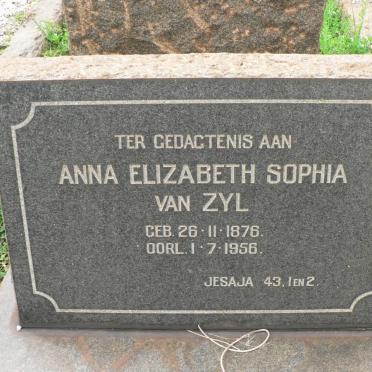 TER GEDACTENIS AAN
ANNA ELIZABETH SOPHIA
VAN ZYL
GEB. 26·11·1876.
OORL. 1·7·1956.
JESAJA 43, 1 EN 2.